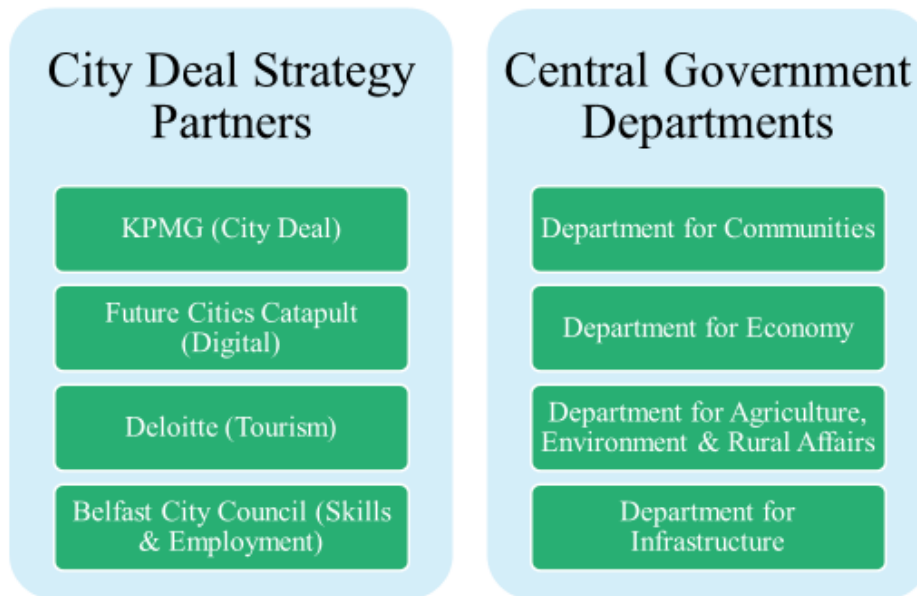 City Deal Strategy
Partners
KPMG (City Deal)
Future Cities Catapult
(Digital)
Deloitte (Tourism)
Belfast City Council (Skills
& Employment)
Central Government
Departments
Department for Communities
Department for Economy
Department for Agriculture,
Environment & Rural Affairs
Department for
Infrastructure